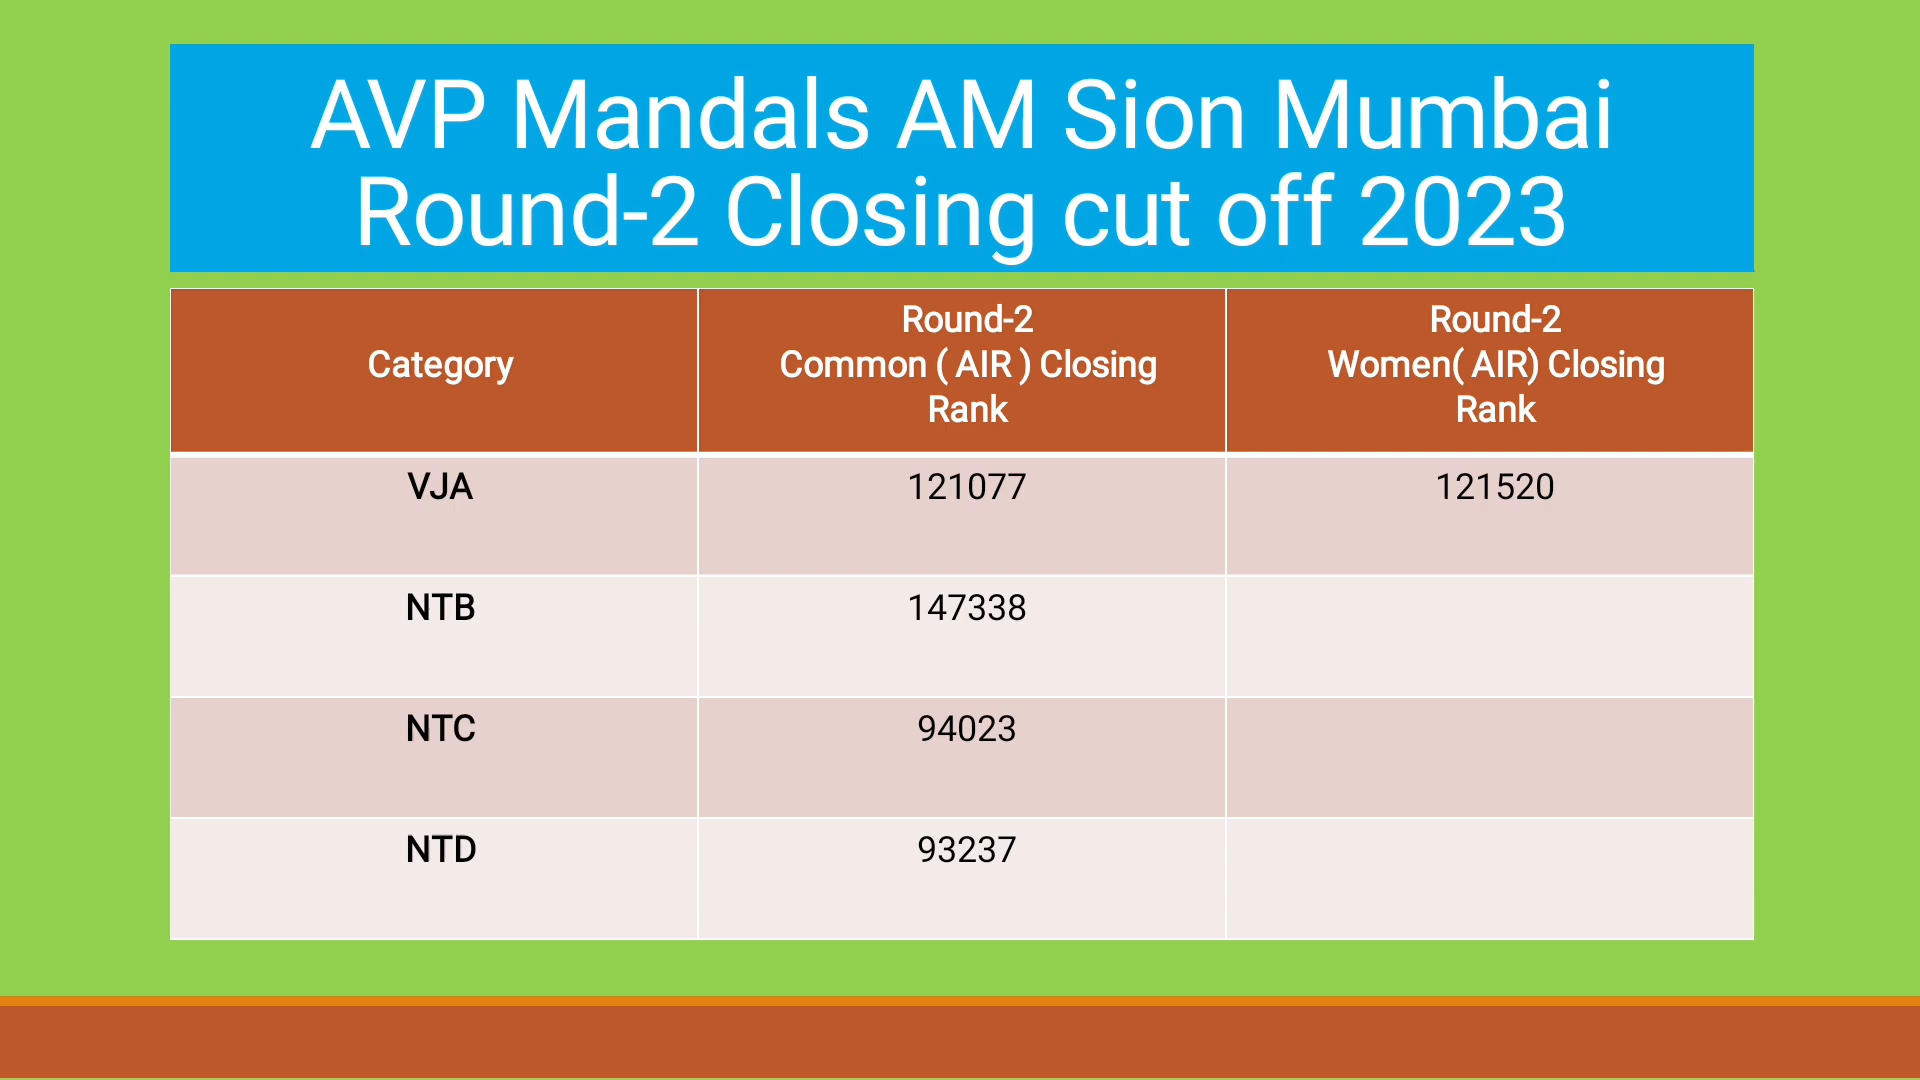 AVP Mandals AM Sion Mumbai
Round-2 Closing cut off 2023
Category
Round-2
Common ( AIR ) Closing
Rank
Round-2
Women( AIR) Closing
Rank
VJA 121077 121520
NTB 147338
NTC 94023
NTD 93237